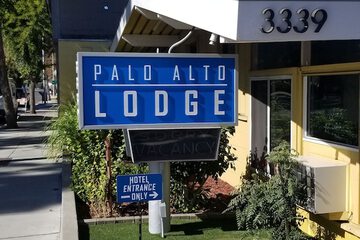 3339
PALO ALTO
LODGE
VACANCY
HOTEL
ENTRANCE
ONLY